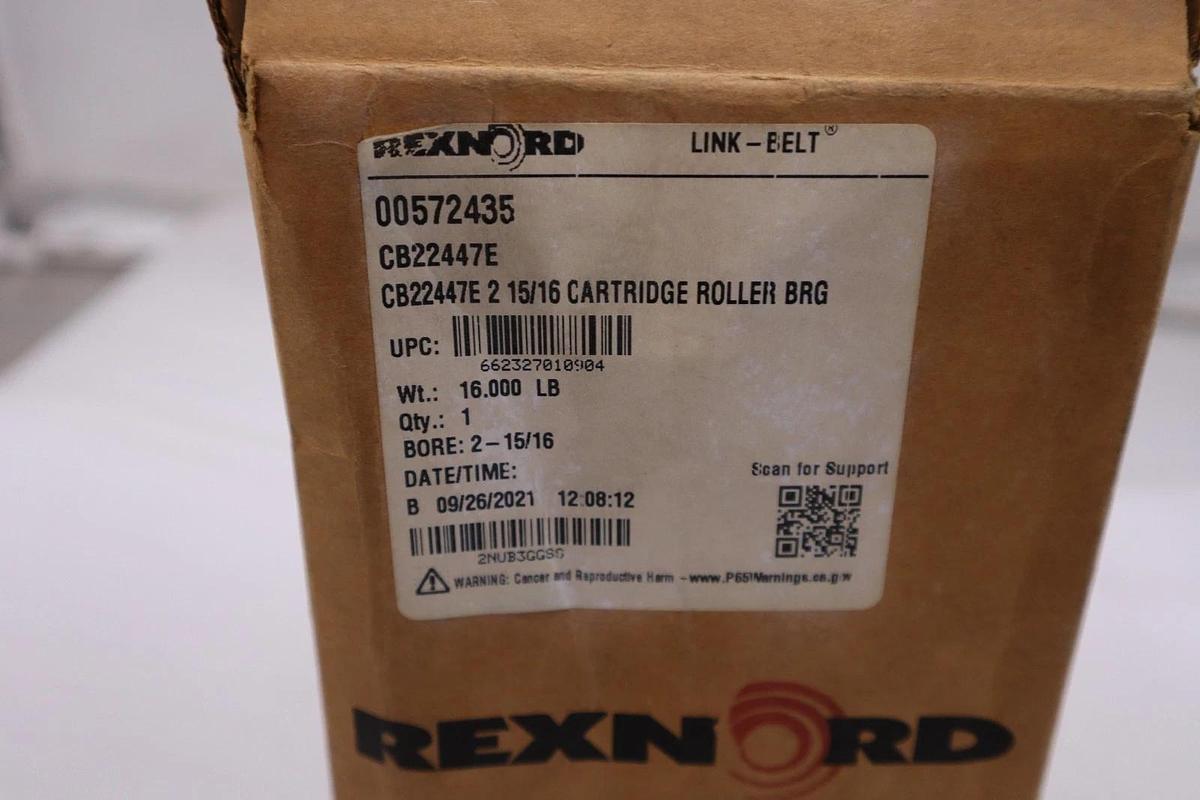 REXNORD LINK-BELT®
00572435
CB22447E
CB22447E 2 15/16 CARTRIDGE ROLLER BRG
UPC:
662327010904
Wt.: 16.000 LB
Qty.: 1
BORE: 2-15/16
DATE/TIME:
Scan for Support
B 09/26/2021 12:08:12
WARNING: Cancer and Reproductive Harm -www.P65Warnings.ca.gov
REXNORD